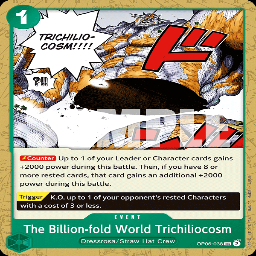 1
TRICHILIO-
COSM!!!!
?!!
Counter Up to 1 of your Leader or Character cards gains
+2000 power during this battle. Then, if you have 8 or
more rested cards, that card gains an additional +2000
power during this battle.
Trigger K.O. up to 1 of your opponent's rested Characters
with a cost of 3 or less.
EVENT
The Billion-fold World Trichiliocosm
Dressrosa/Straw Hat Crew